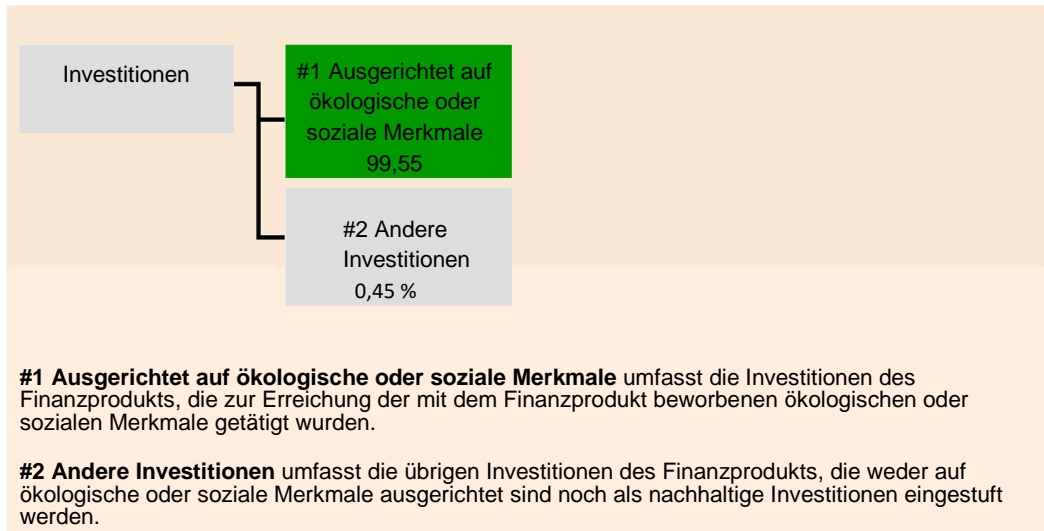 Investitionen
#1 Ausgerichtet auf
ökologische oder
soziale Merkmale
99,55
#2 Andere
Investitionen
0,45 %
#1 Ausgerichtet auf ökologische oder soziale Merkmale umfasst die Investitionen des
Finanzprodukts, die zur Erreichung der mit dem Finanzprodukt beworbenen ökologischen oder
sozialen Merkmale getätigt wurden.
#2 Andere Investitionen umfasst die übrigen Investitionen des Finanzprodukts, die weder auf
ökologische oder soziale Merkmale ausgerichtet sind noch als nachhaltige Investitionen eingestuft
werden.